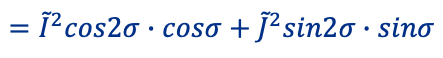 = Ĩ²cos2σ · cosσ + J̃²sin2σ · sinσ